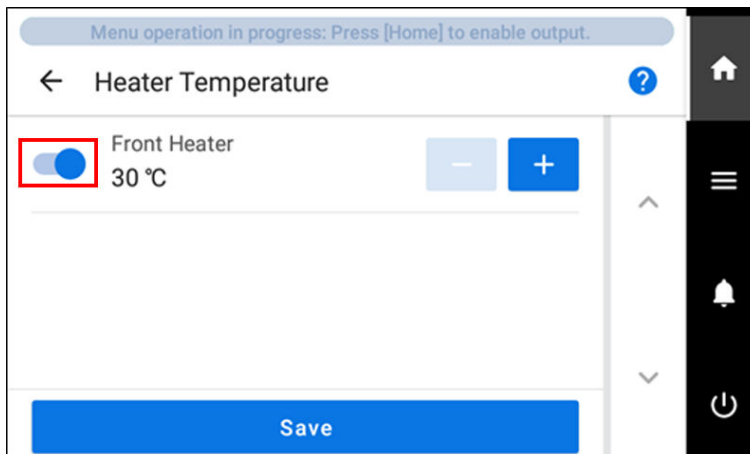 Menu operation in progress: Press [Home] to enable output.
Heater Temperature
?
Front Heater
30 ℃
Save